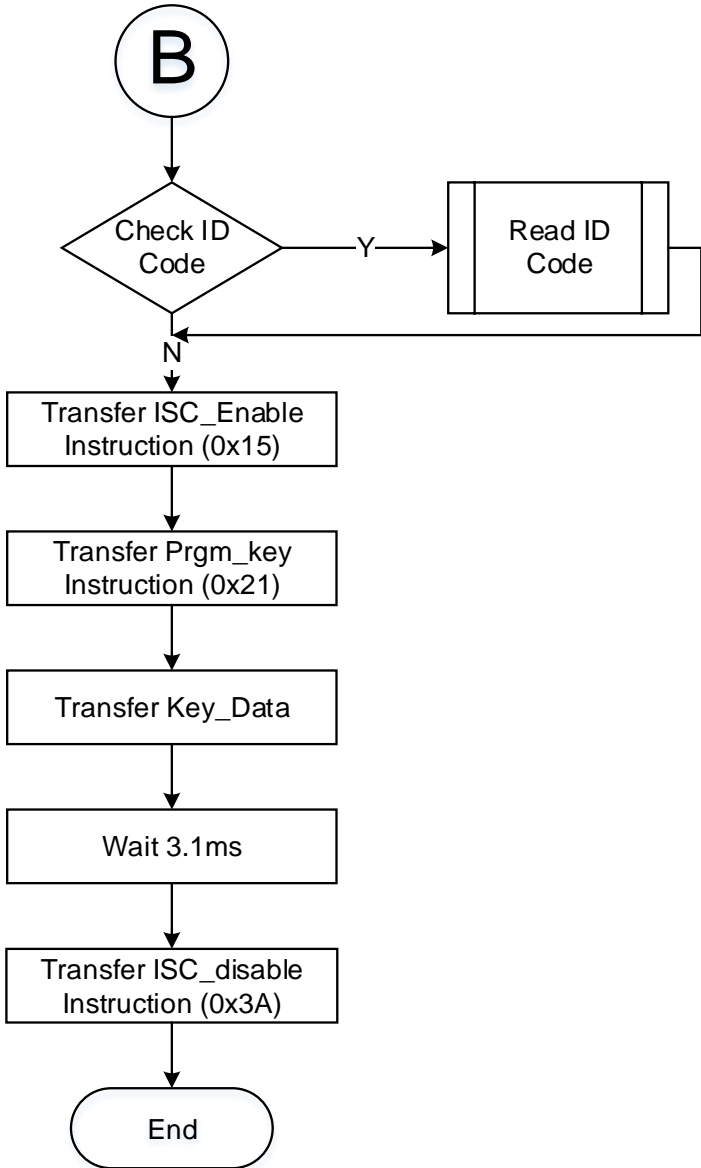 B
Check ID
Code
Y
Read ID
Code
N
Transfer ISC_Enable
Instruction (0x15)
Transfer Prgm_key
Instruction (0x21)
Transfer Key_Data
Wait 3.1ms
Transfer ISC_disable
Instruction (0x3A)
End